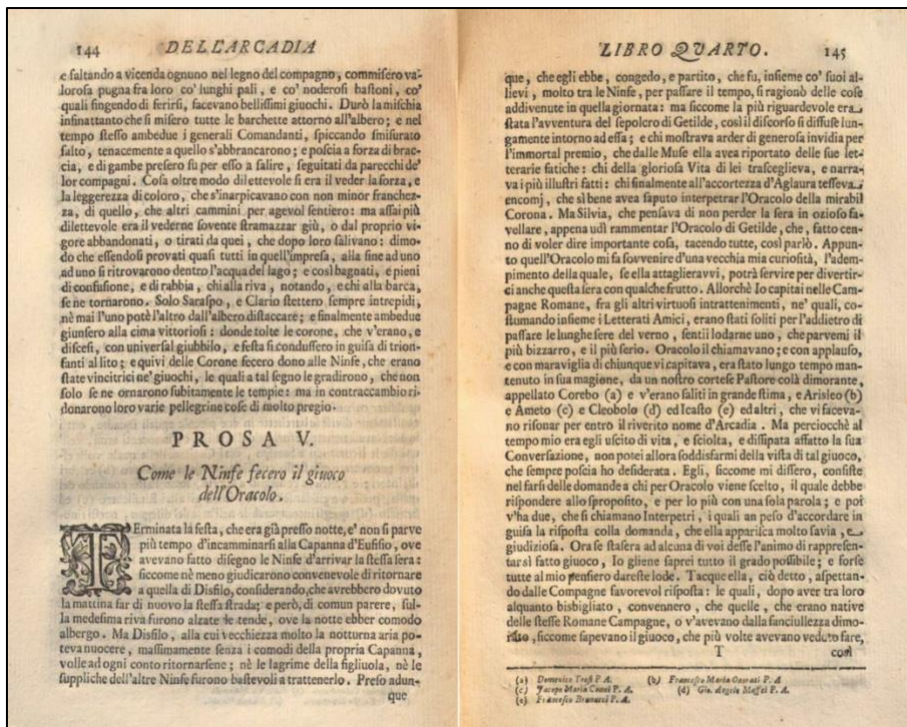 144 DELL'ARCADIA
e saltando a vicenda ognuno nel legno del compagno, commisero va-
lorosa pugna fra loro co' lunghi pali, e co' noderosi bastoni, co'
quali fingendo di ferirsi, facevano bellissimi giuochi. Durò la mischia
infinattanto che si misero tutte le barchette attorno all'albero; e nel
tempo stesso ambedue i generali Comandanti, spiccando smisurato
salto, tenacemente a quello s'abbrancarono; e poscia a forza di brac-
cia, e di gambe presero su per esso a salire, seguitati da parecchi de'
lor compagni. Cosa oltre modo dilettevole si era il veder la forza, e
la leggerezza di coloro, che s'inarpicavano con non minor franchez-
za, di quello, che altri cammini per agevol sentiero: ma assai più
dilettevole era il vederne sovente stramazzar giù, o dal proprio vi-
gore abbandonati, o tirati da quei, che dopo loro salivano: dimo-
do che essendosi provati quasi tutti in quell'impresa, alla fine ad uno
ad uno si ritrovarono dentro l'acqua del lago; e così bagnati, e pieni
di confusione, e di rabbia, chi alla riva, notando, e chi alla barca,
se ne tornarono. Solo Saraspo, e Clario stettero sempre intrepidi,
nè mai l'uno potè l'altro dall'albero distaccare; e finalmente ambedue
giunsero alla cima vittoriosi: donde tolte le corone, che v'erano, e
discesi, con universal giubbilo, e festa si condussero in guisa di trion-
fanti al lito; e quivi delle Corone fecero dono alle Ninfe, che erano
state vincitrici ne' giuochi, le quali a tal segno le gradirono, che non
solo se ne ornarono subitamente le tempie: ma in contraccambio ri-
donarono loro varie pellegrine cose di molto pregio.
PROSA V.
Come le Ninfe fecero il giuoco
dell'Oracolo.
TErminata la festa, che era già presso notte, e' non si parve
più tempo d'incamminarsi alla Capanna d'Eufisio, ove
avevano fatto disegno le Ninfe d'arrivar la stessa sera:
siccome nè meno giudicarono convenevole di ritornare
a quella di Disfilo, considerando, che avrebbero dovuto
la mattina far di nuovo la stessa strada; e però, di comun parere, sul-
la medesima riva furono alzate le tende, ove la notte ebber comodo
albergo. Ma Disfilo, alla cui vecchiezza molto la notturna aria po-
teva nuocere, massimamente senza i comodi della propria Capanna,
volle ad ogni conto ritornarsene; nè le lagrime della figliuola, nè le
suppliche dell'altre Ninfe furono bastevoli a trattenerlo. Preso adun-
que
LIBRO QUARTO. 145
que, che egli ebbe, congedo, e partito, che fu, insieme co' suoi al-
lievi, molto tra le Ninfe, per passare il tempo, si ragionò delle cose
addivenute in quella giornata: ma siccome la più riguardevole era
stata l'avventura del sepolcro di Getilde, così il discorso si diffuse lun-
gamente intorno ad essa; e chi mostrava arder di generosa invidia per
l'immortal premio, che dalle Muse ella avea riportato delle sue let-
terarie fatiche: chi della gloriosa Vita di lei trasceglieva, e narra-
va i più illustri fatti: chi finalmente all'accortezza d'Aglaura tesseva
encomj, che sì bene avea saputo interpetrar l'Oracolo della mirabil
Corona. Ma Silvia, che pensava di non perder la sera in ozioso fa-
vellare, appena udì rammentar l'Oracolo di Getilde, che, fatto cen-
no di voler dire importante cosa, tacendo tutte, così parlò. Appun-
to quell'Oracolo mi fa sovvenire d'una vecchia mia curiosità, l'adem-
pimento della quale, se ella attaglieravvi, potrà servire per divertir-
ci anche questa sera con qualche frutto. Allorchè Io capitai nelle Cam-
pagne Romane, fra gli altri virtuosi intrattenimenti, ne' quali, co-
stumando insieme i Letterati Amici, erano stati soliti per l'addietro di
passare le lunghe sere del verno, sentii lodarne uno, che parvemi il
più bizzarro, e il più serio. Oracolo il chiamavano; e con applauso,
e con maraviglia di chiunque vi capitava, era stato lungo tempo man-
tenuto in sua magione, da un nostro cortese Pastore colà dimorante,
appellato Corebo (a) e v'erano saliti in grande stima, e Arisleo (b)
e Ameto (c) e Cleobolo (d) ed Icasto (e) ed altri, che vi faceva-
no risonar per entro il riverito nome d'Arcadia. Ma perciocchè al
tempo mio era egli uscito di vita, e sciolta, e dissipata affatto la sua
Conversazione, non potei allora soddisfarmi della vista di tal giuoco,
che sempre poscia ho desiderata. Egli, siccome mi dissero, consiste
nel farsi delle domande a chi per Oracolo viene scelto, il quale debbe
rispondere allo sproposito, e per lo più con una sola parola; e poi
v'ha due, che si chiamano Interpetri, i quali an peso d'accordare in
guisa la risposta colla domanda, che ella apparisca molto savia, e
giudiziosa. Ora se stasera ad alcuna di voi desse l'animo di rappresen-
tar sì fatto giuoco, Io gliene saprei tutto il grado possibile; e forse
tutte al mio pensiero dareste lode. Tacque ella, ciò detto, aspettan-
do dalle Compagne favorevol risposta: le quali, dopo aver tra loro
alquanto bisbigliato, convennero, che quelle, che erano native
delle stesse Romane Campagne, o v'avevano dalla fanciullezza dimo-
rato, siccome sapevano il giuoco, che più volte avevano veduto fare,
T così
(a) Domenico Trosi P. A. (b) Francesco Maria Onorati P. A.
(c) Jacopo Maria Cenni P. A. (d) Gio. Angelo Maffei P. A.
(e) Francesco Brunacci P. A.